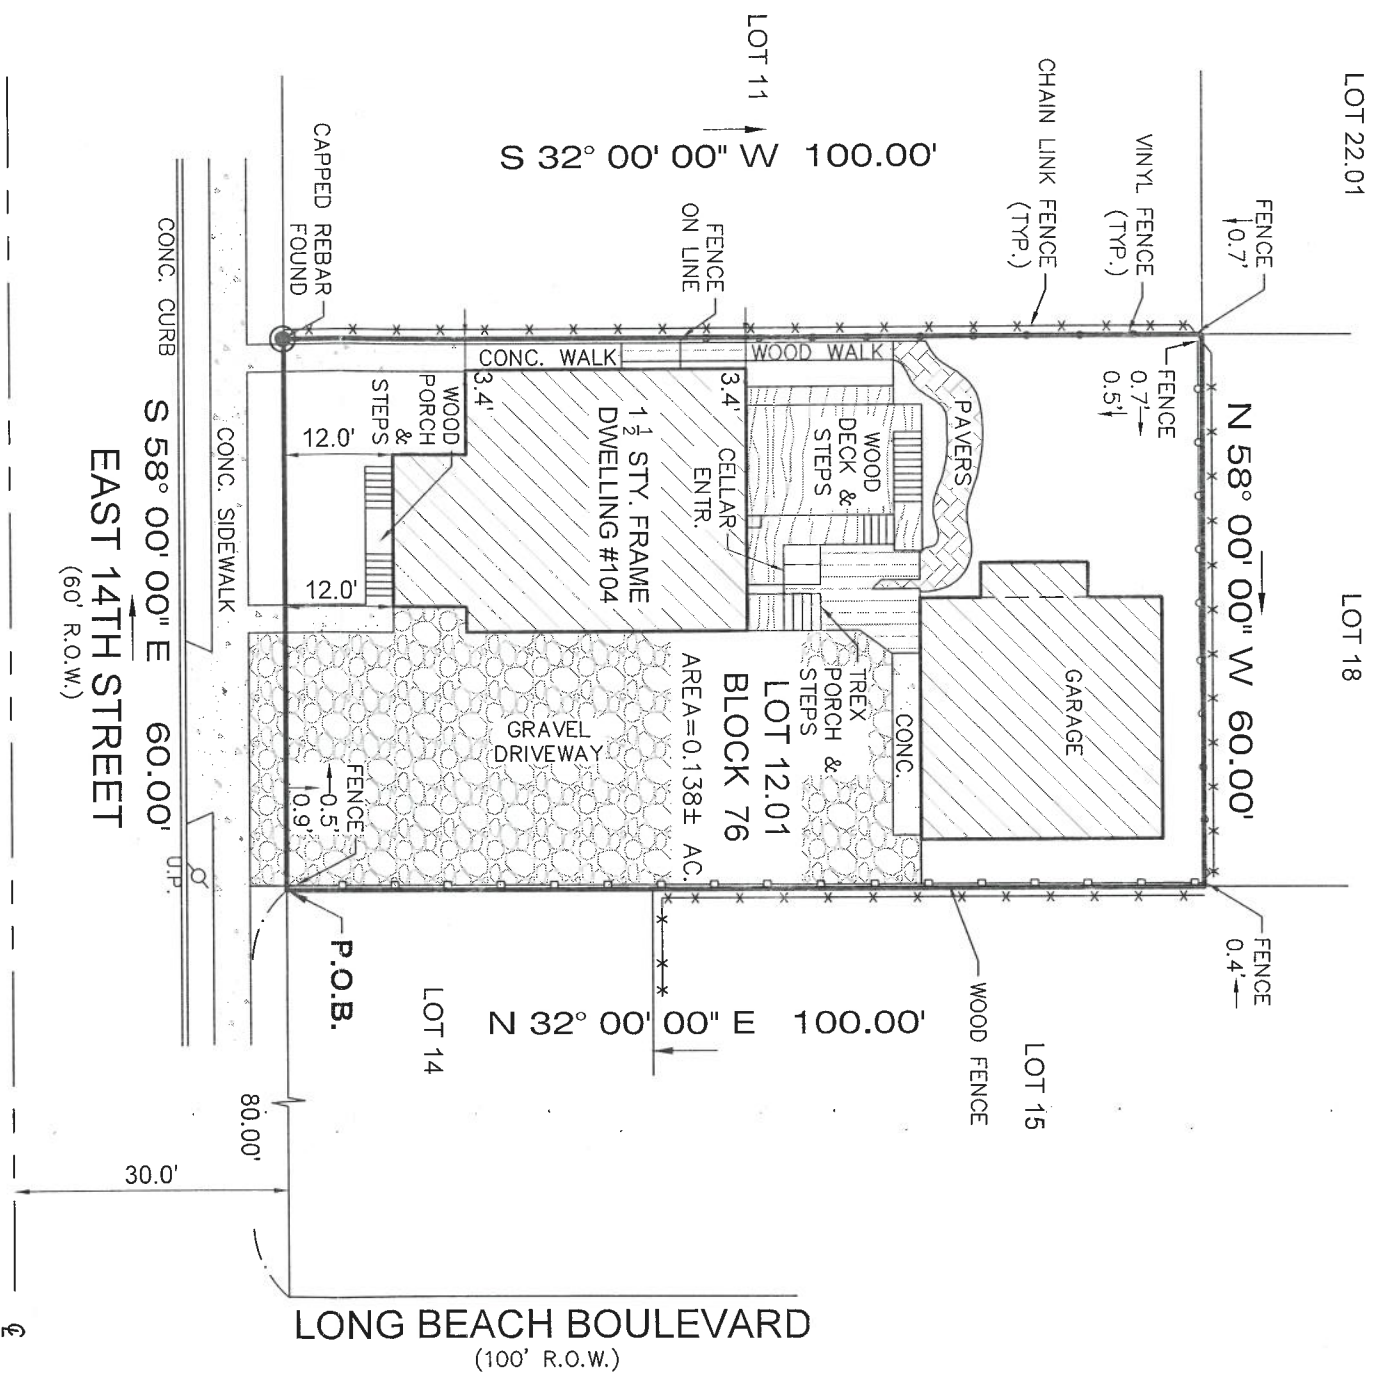 LOT 22.01
LOT 18
LOT 11
S 32° 00' 00" W 100.00'
CHAIN LINK FENCE
(TYP.)
VINYL FENCE
(TYP.)
FENCE
0.7'
FENCE
0.7'
0.5'
N 58° 00' 00" W 60.00'
CAPPED REBAR
FOUND
FENCE
ON LINE
CONC. WALK
WOOD WALK
PAVERS
3.4'
3.4'
WOOD
PORCH
&
STEPS
1 1/2 STY. FRAME
DWELLING #104
CELLAR
ENTR.
WOOD
DECK &
STEPS
12.0'
12.0'
GARAGE
TREX
PORCH &
STEPS
CONC.
LOT 12.01
BLOCK 76
AREA=0.138± AC.
GRAVEL
DRIVEWAY
FENCE
0.5'
0.9'
CONC. CURB
CONC. SIDEWALK
S 58° 00' 00" E 60.00'
EAST 14TH STREET
(60' R.O.W.)
U.P.
P.O.B.
LOT 14
N 32° 00' 00" E 100.00'
WOOD FENCE
LOT 15
FENCE
0.4'
80.00'
30.0'
LONG BEACH BOULEVARD
(100' R.O.W.)
℄